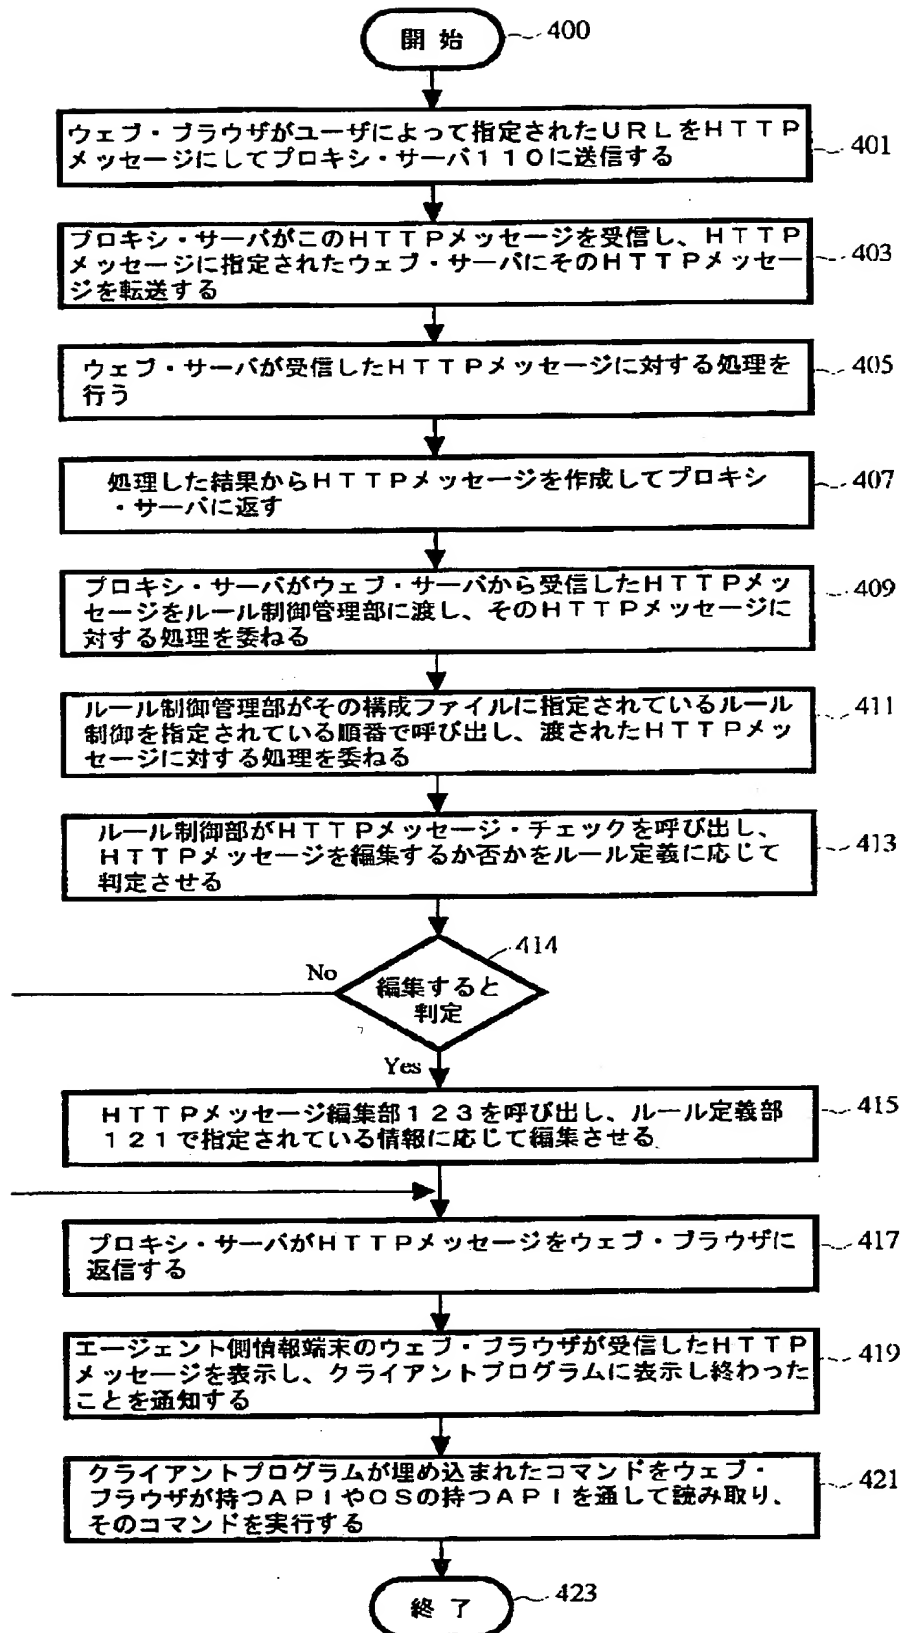 開始
400
ウェブ・ブラウザがユーザによって指定されたＵＲＬをＨＴＴＰ
メッセージにしてプロキシ・サーバ１１０に送信する
401
プロキシ・サーバがこのＨＴＴＰメッセージを受信し、ＨＴＴＰ
メッセージに指定されたウェブ・サーバにそのＨＴＴＰメッセー
ジを転送する
403
ウェブ・サーバが受信したＨＴＴＰメッセージに対する処理を
行う
405
処理した結果からＨＴＴＰメッセージを作成してプロキシ
・サーバに返す
407
プロキシ・サーバがウェブ・サーバから受信したＨＴＴＰメッ
セージをルール制御管理部に渡し、そのＨＴＴＰメッセージに
対する処理を委ねる
409
ルール制御管理部がその構成ファイルに指定されているルール
制御を指定されている順番で呼び出し、渡されたＨＴＴＰメッ
セージに対する処理を委ねる
411
ルール制御部がＨＴＴＰメッセージ・チェックを呼び出し、
ＨＴＴＰメッセージを編集するか否かをルール定義に応じて
判定させる
413
414
No
編集すると
判定
Yes
ＨＴＴＰメッセージ編集部１２３を呼び出し、ルール定義部
１２１で指定されている情報に応じて編集させる
415
プロキシ・サーバがＨＴＴＰメッセージをウェブ・ブラウザに
返信する
417
エージェント側情報端末のウェブ・ブラウザが受信したＨＴＴＰ
メッセージを表示し、クライアントプログラムに表示し終わった
ことを通知する
419
クライアントプログラムが埋め込まれたコマンドをウェブ・
ブラウザが持つＡＰＩやＯＳの持つＡＰＩを通して読み取り、
そのコマンドを実行する
421
終了
423